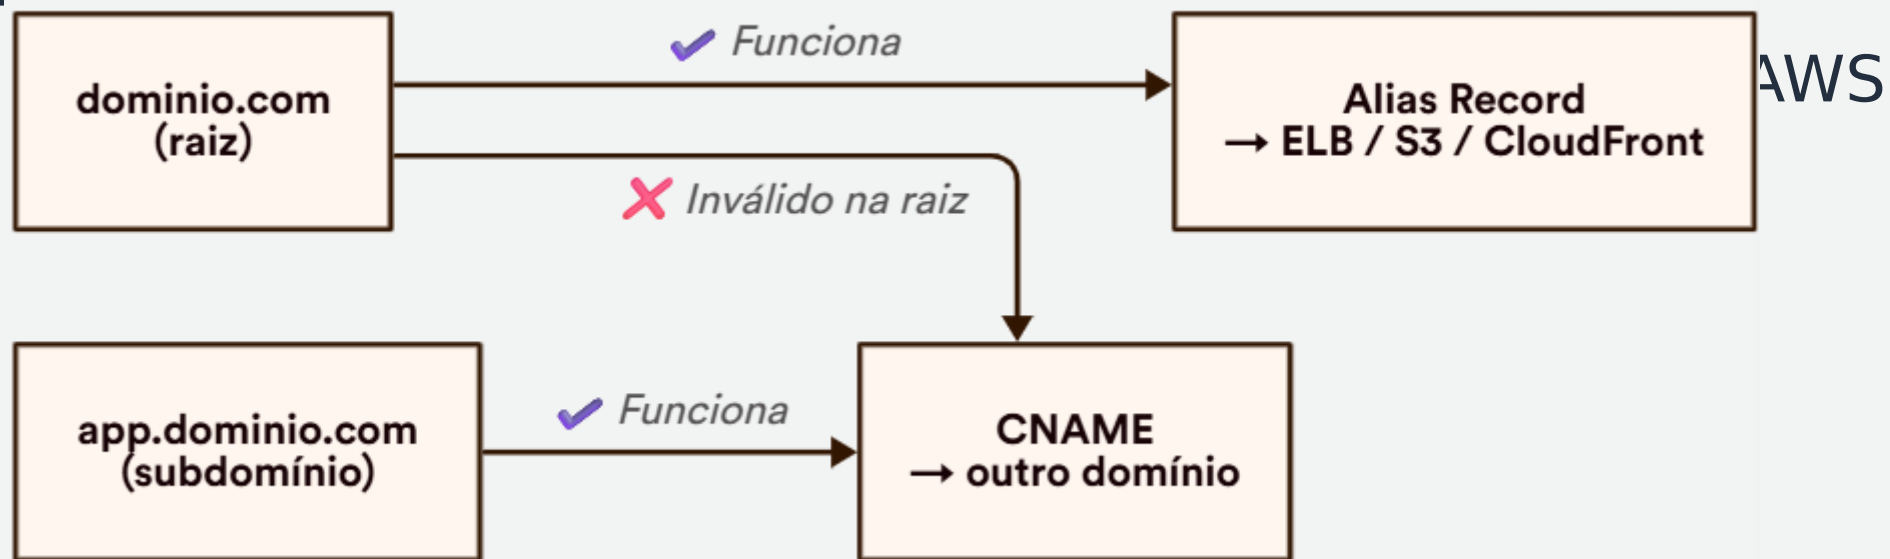 ✔ Funciona
dominio.com
(raiz)
Alias Record
→ ELB / S3 / CloudFront
AWS
❌ Inválido na raiz
app.dominio.com
(subdomínio)
✔ Funciona
CNAME
→ outro domínio